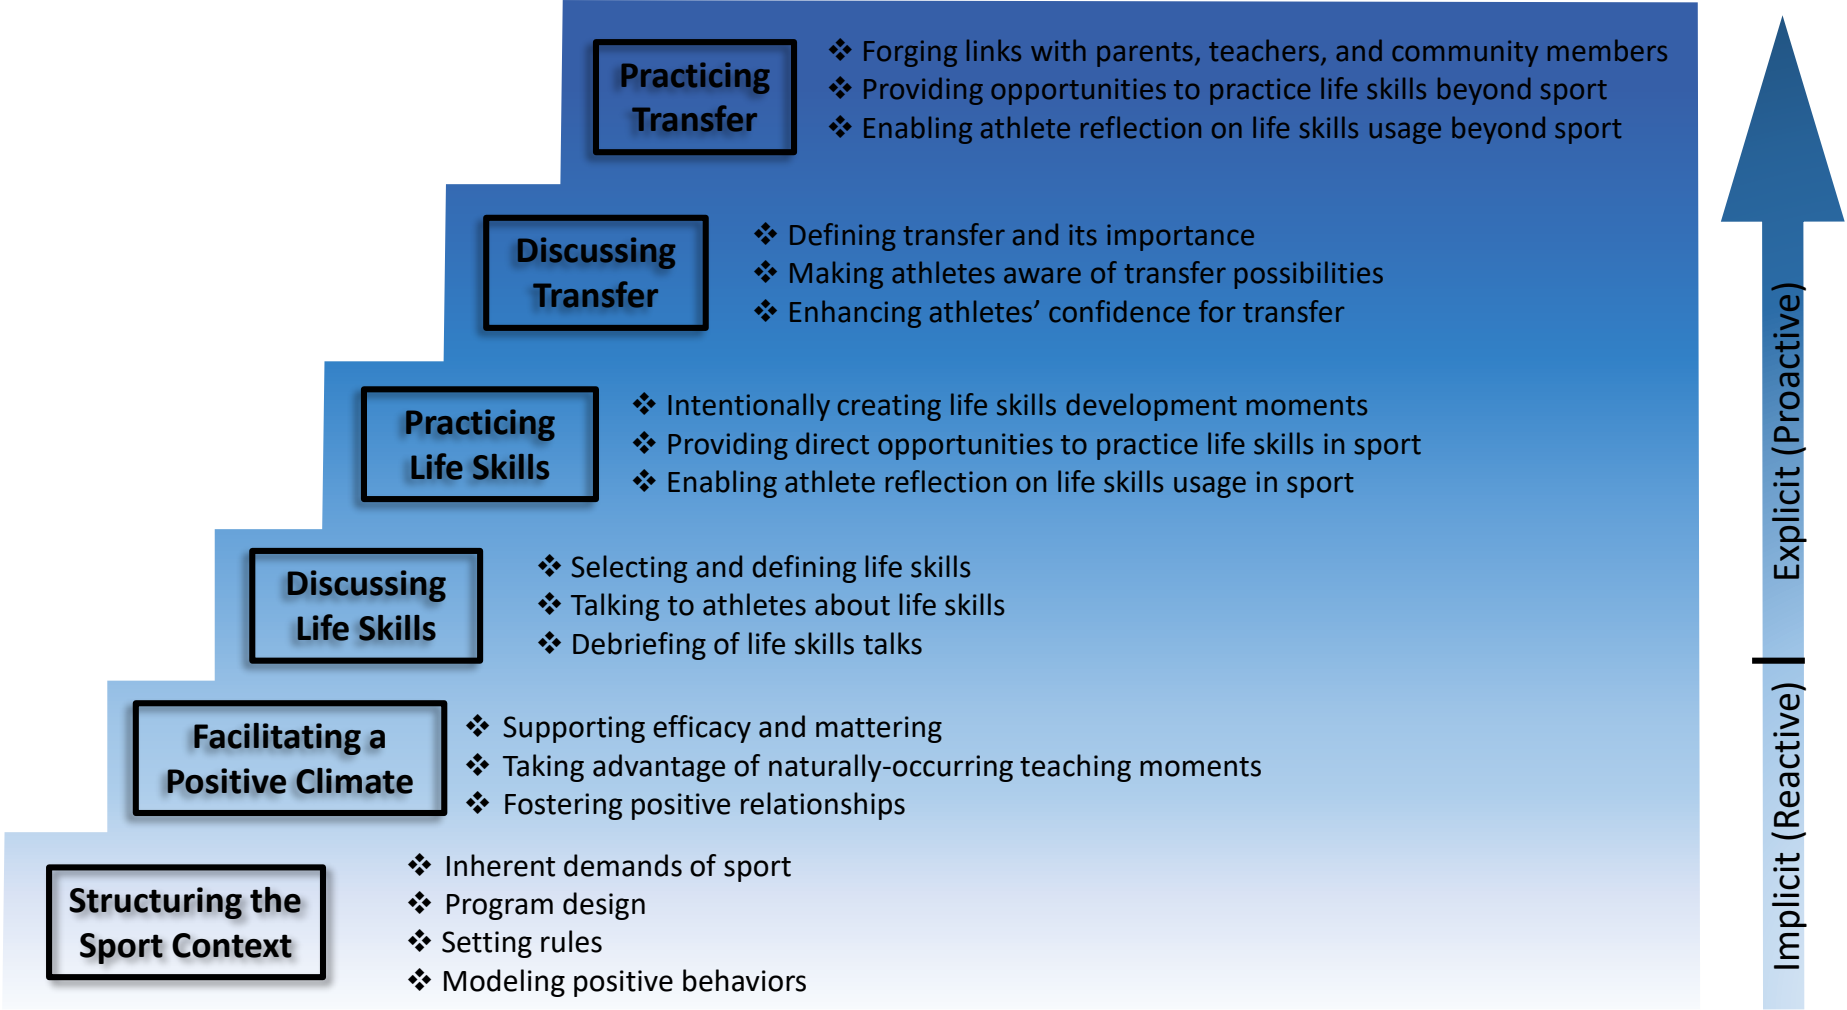 Practicing
Transfer
❖ Forging links with parents, teachers, and community members
❖ Providing opportunities to practice life skills beyond sport
❖ Enabling athlete reflection on life skills usage beyond sport
Discussing
Transfer
❖ Defining transfer and its importance
❖ Making athletes aware of transfer possibilities
❖ Enhancing athletes’ confidence for transfer
Practicing
Life Skills
❖ Intentionally creating life skills development moments
❖ Providing direct opportunities to practice life skills in sport
❖ Enabling athlete reflection on life skills usage in sport
Discussing
Life Skills
❖ Selecting and defining life skills
❖ Talking to athletes about life skills
❖ Debriefing of life skills talks
Facilitating a
Positive Climate
❖ Supporting efficacy and mattering
❖ Taking advantage of naturally-occurring teaching moments
❖ Fostering positive relationships
Structuring the
Sport Context
❖ Inherent demands of sport
❖ Program design
❖ Setting rules
❖ Modeling positive behaviors
Explicit (Proactive)
Implicit (Reactive)